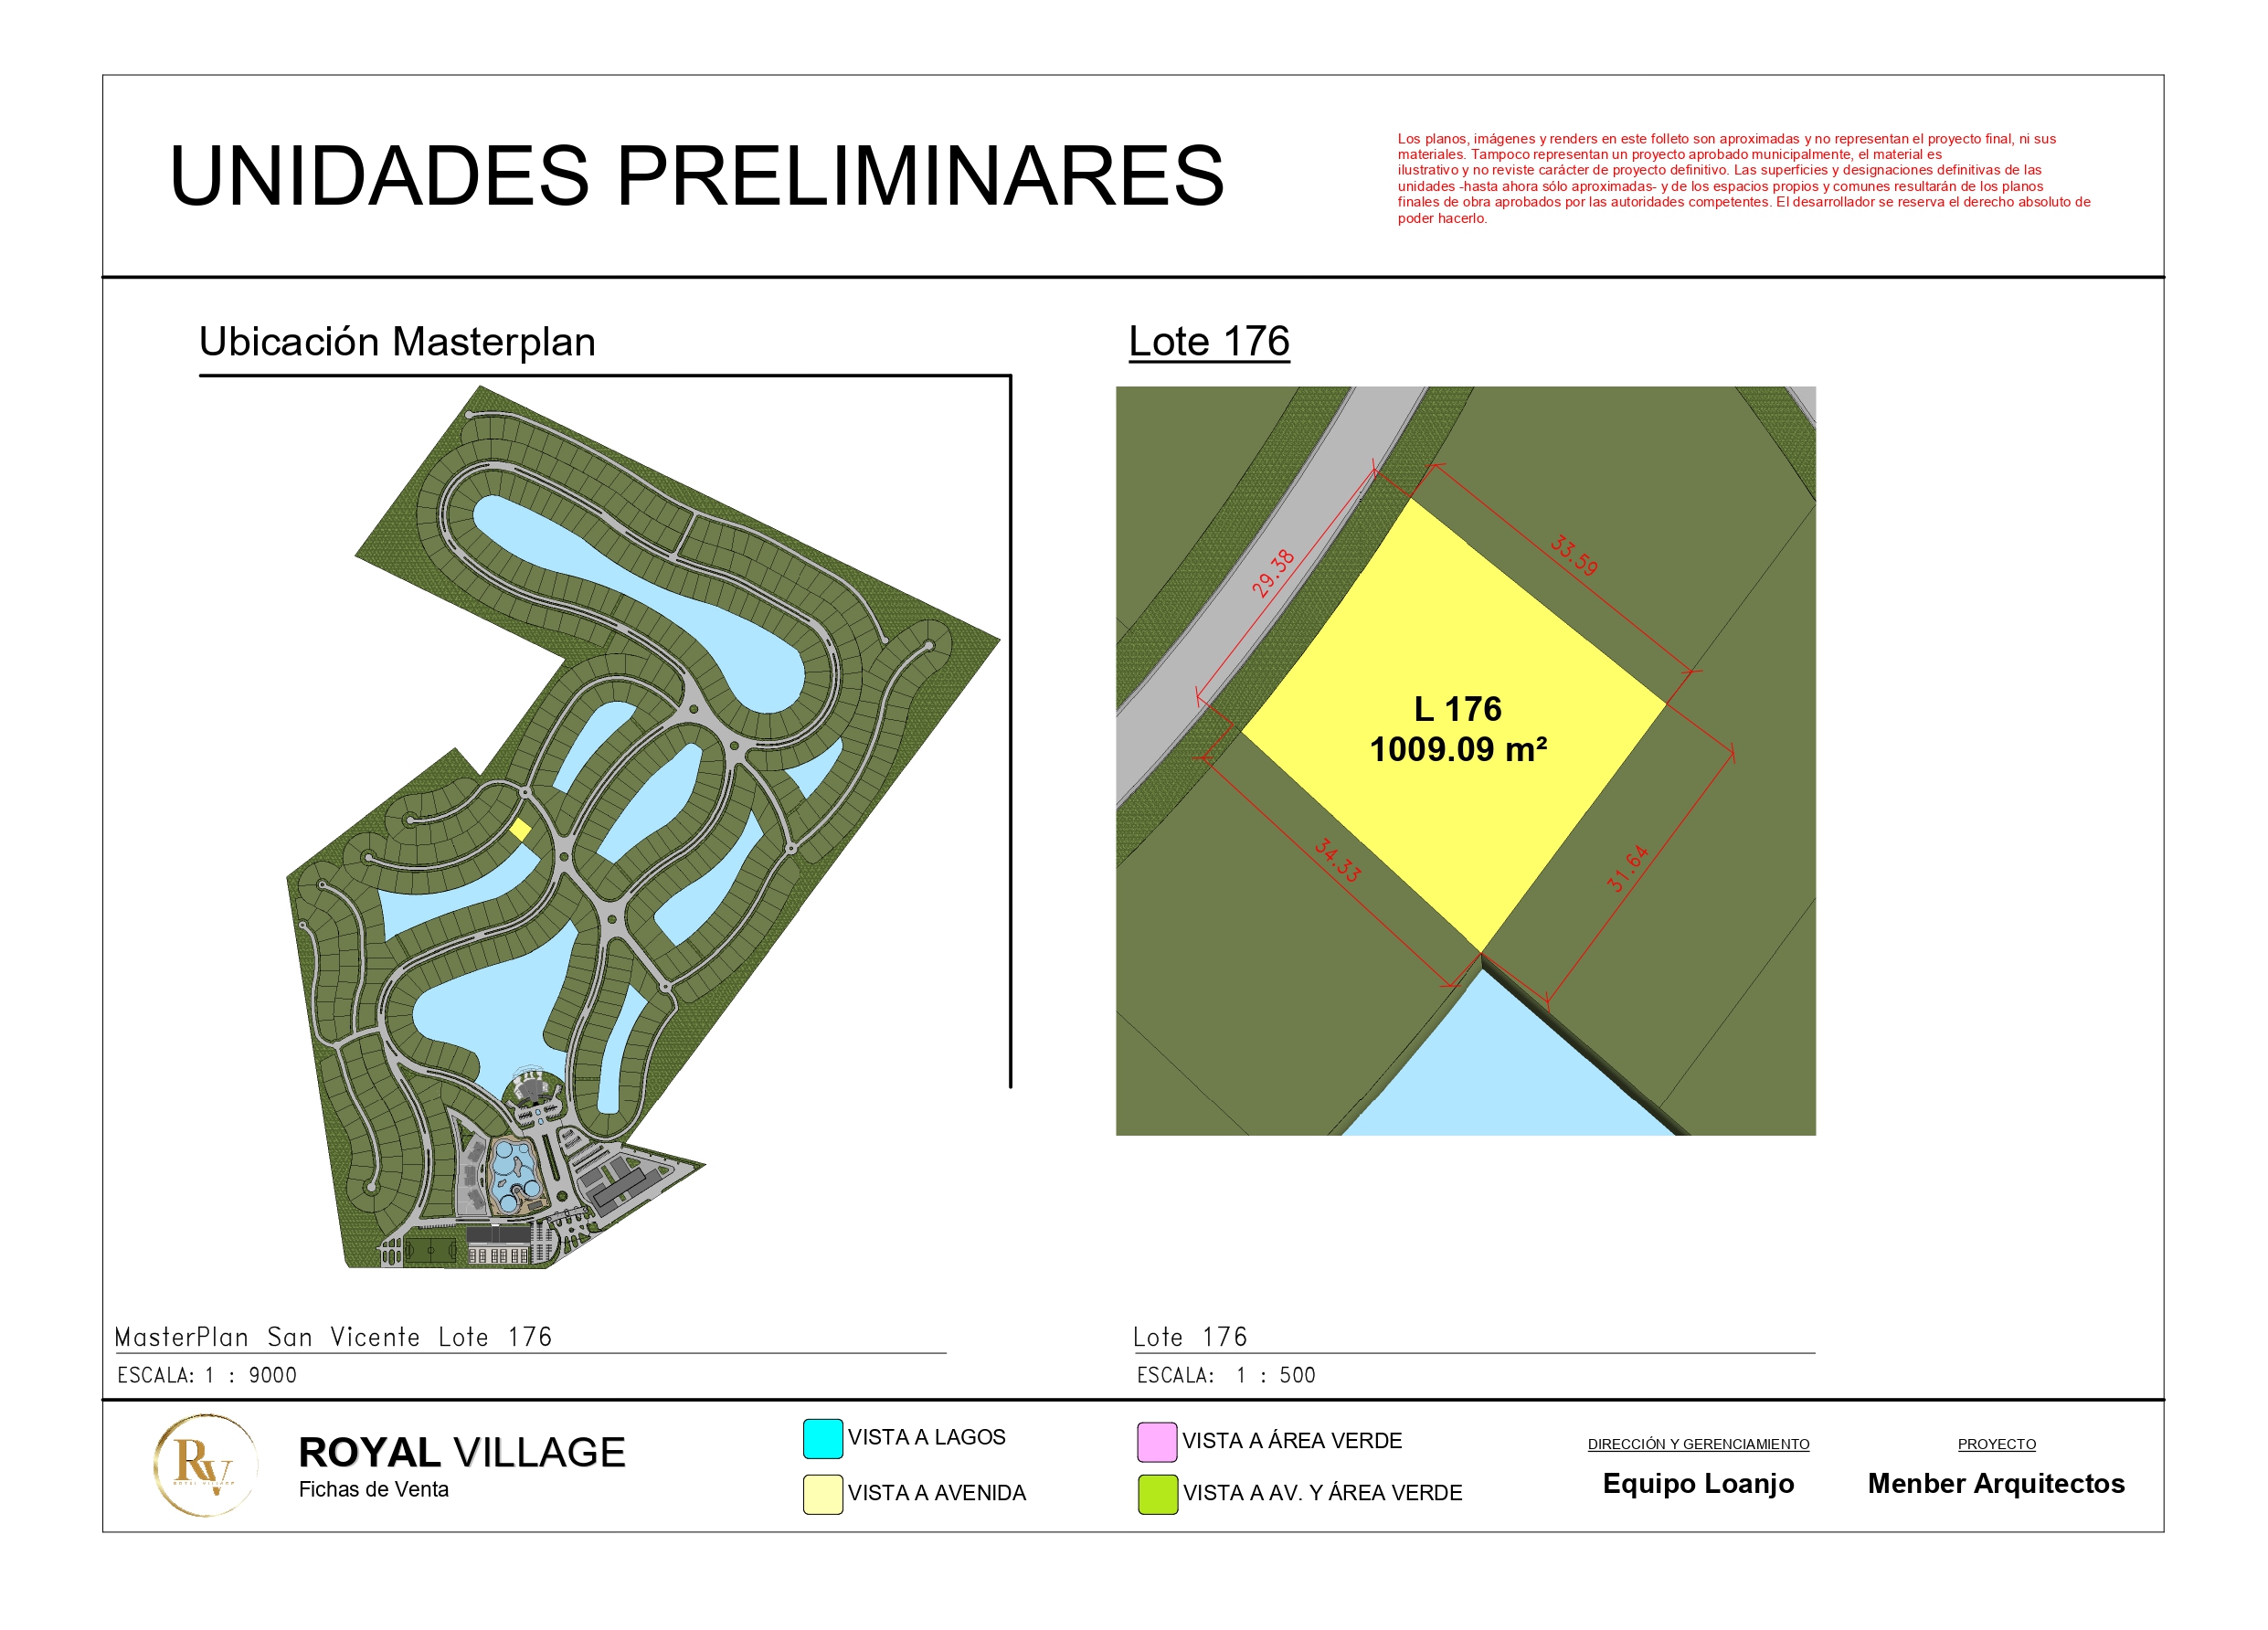 UNIDADES PRELIMINARES
Los planos, imágenes y renders en este folleto son aproximadas y no representan el proyecto final, ni sus
materiales. Tampoco representan un proyecto aprobado municipalmente, el material es
ilustrativo y no reviste carácter de proyecto definitivo. Las superficies y designaciones definitivas de las
unidades -hasta ahora sólo aproximadas- y de los espacios propios y comunes resultarán de los planos
finales de obra aprobados por las autoridades competentes. El desarrollador se reserva el derecho absoluto de
poder hacerlo.
Ubicación Masterplan
Lote 176
29.38
33.59
L 176
1009.09 m²
34.33
31.64
MasterPlan San Vicente Lote 176
ESCALA: 1 : 9000
Lote 176
ESCALA: 1 : 500
RV
ROYAL VILLAGE
ROYAL VILLAGE
Fichas de Venta
VISTA A LAGOS
VISTA A AVENIDA
VISTA A ÁREA VERDE
VISTA A AV. Y ÁREA VERDE
DIRECCIÓN Y GERENCIAMIENTO
Equipo Loanjo
PROYECTO
Menber Arquitectos